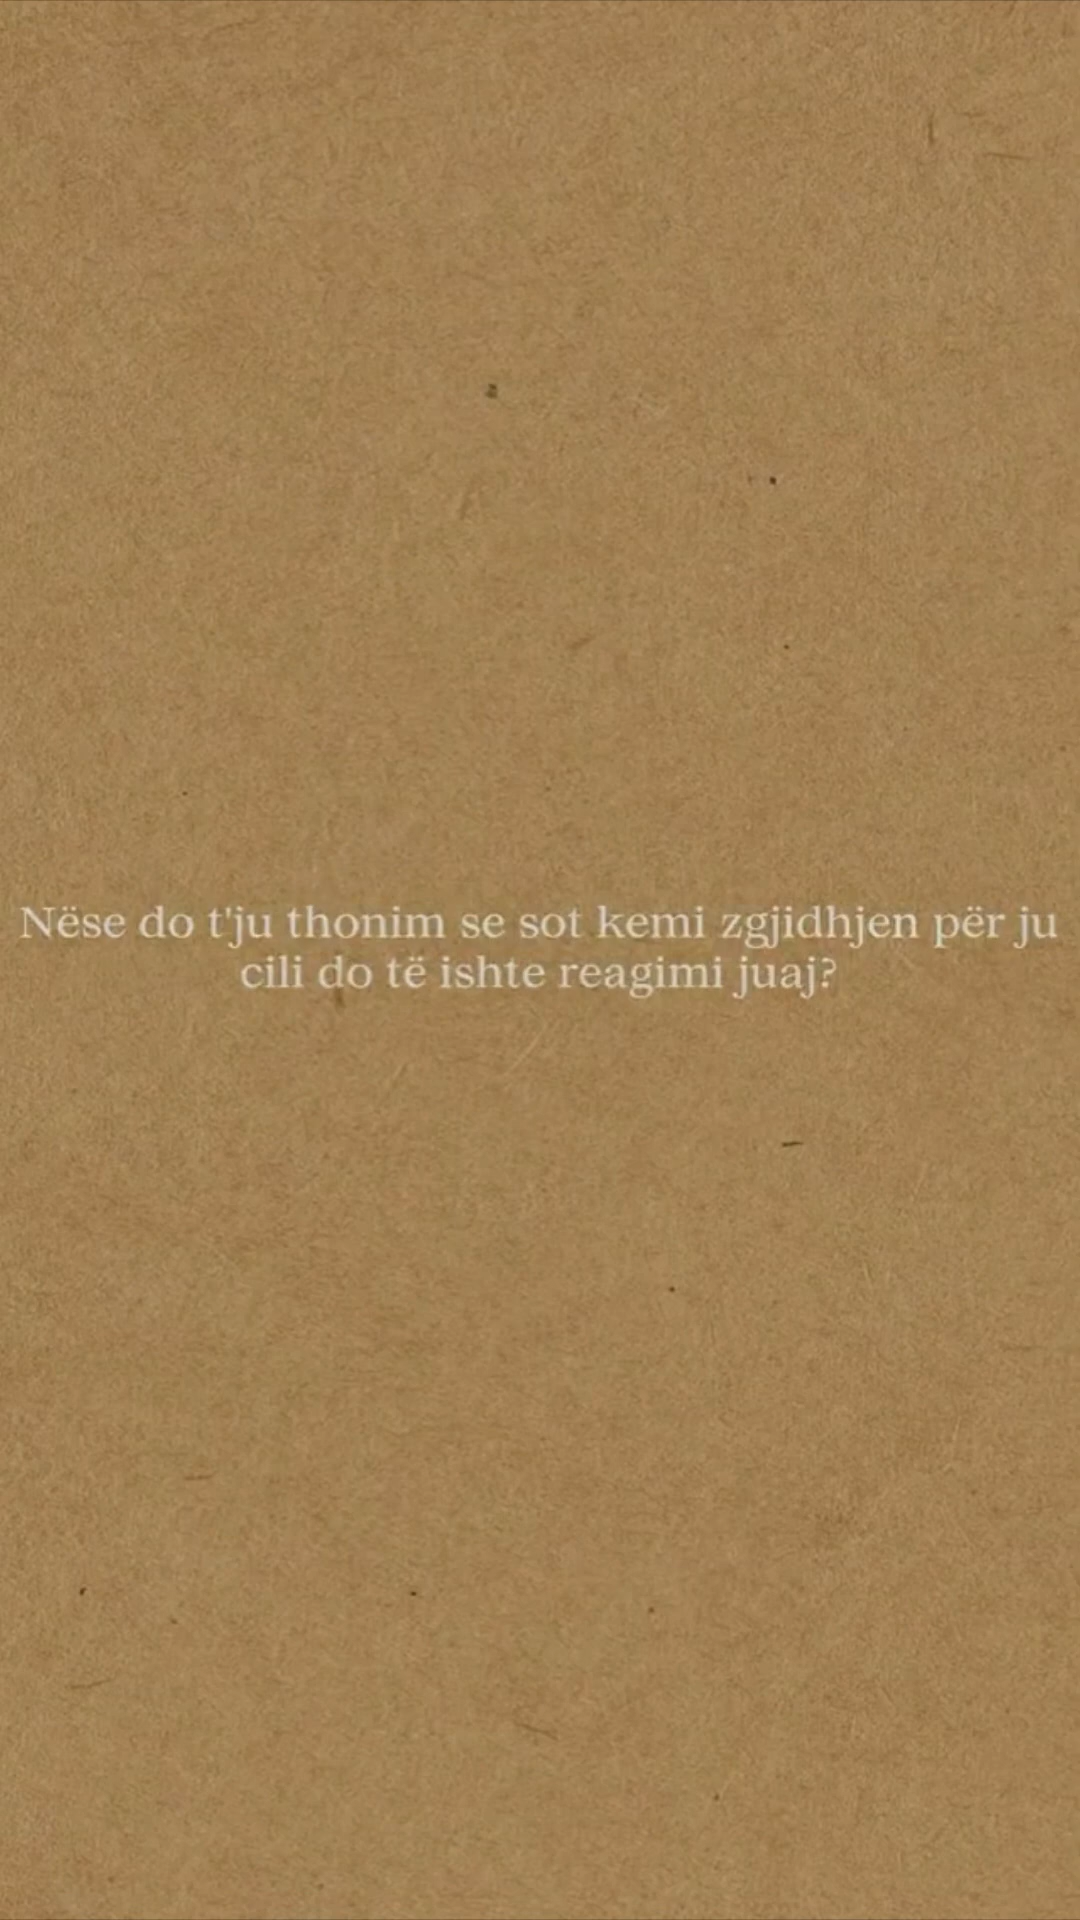 Nëse do t'ju thonim se sot kemi zgjidhjen për ju
cili do të ishte reagimi juaj?